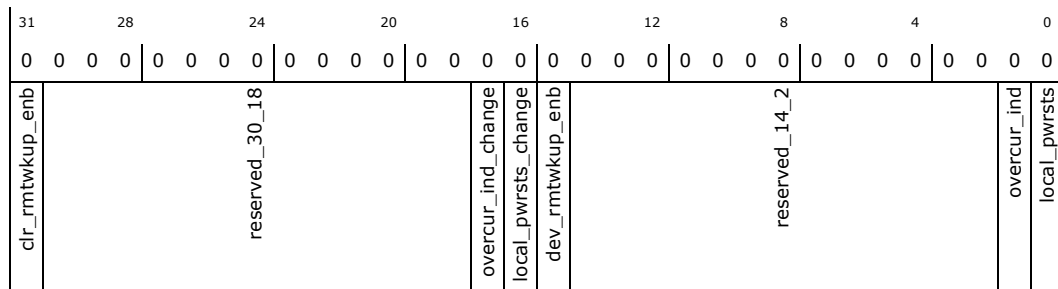 31 28 24 20 16 12 8 4 0
0 0 0 0 0 0 0 0 0 0 0 0 0 0 0 0 0 0 0 0 0 0 0 0 0 0 0 0 0 0 0 0
clr_rmtwkup_enb
reserved_30_18
overcur_ind_change
local_pwrsts_change
dev_rmtwkup_enb
reserved_14_2
overcur_ind
local_pwrsts